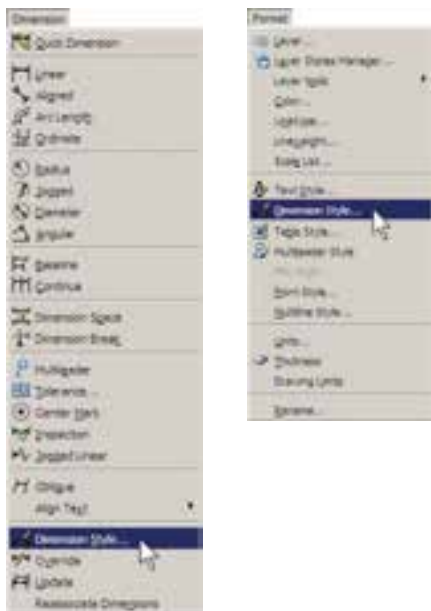 Dimension
Quick Dimension
Linear
Aligned
Arc Length
Ordinate
Radius
Jogged
Diameter
Angular
Baseline
Continue
Dimension Space
Dimension Break
Multileader
Tolerance...
Center Mark
Inspection
Jogged Linear
Oblique
Align Text
Dimension Style...
Override
Update
Reassociate Dimensions
Format
Layer...
Layer States Manager...
Layer tools
Color...
Linetype...
Lineweight...
Scale List...
Text Style...
Dimension Style...
Table Style...
Multileader Style
Point Style...
Multiline Style...
Units...
Thickness
Drawing Limits
Rename...